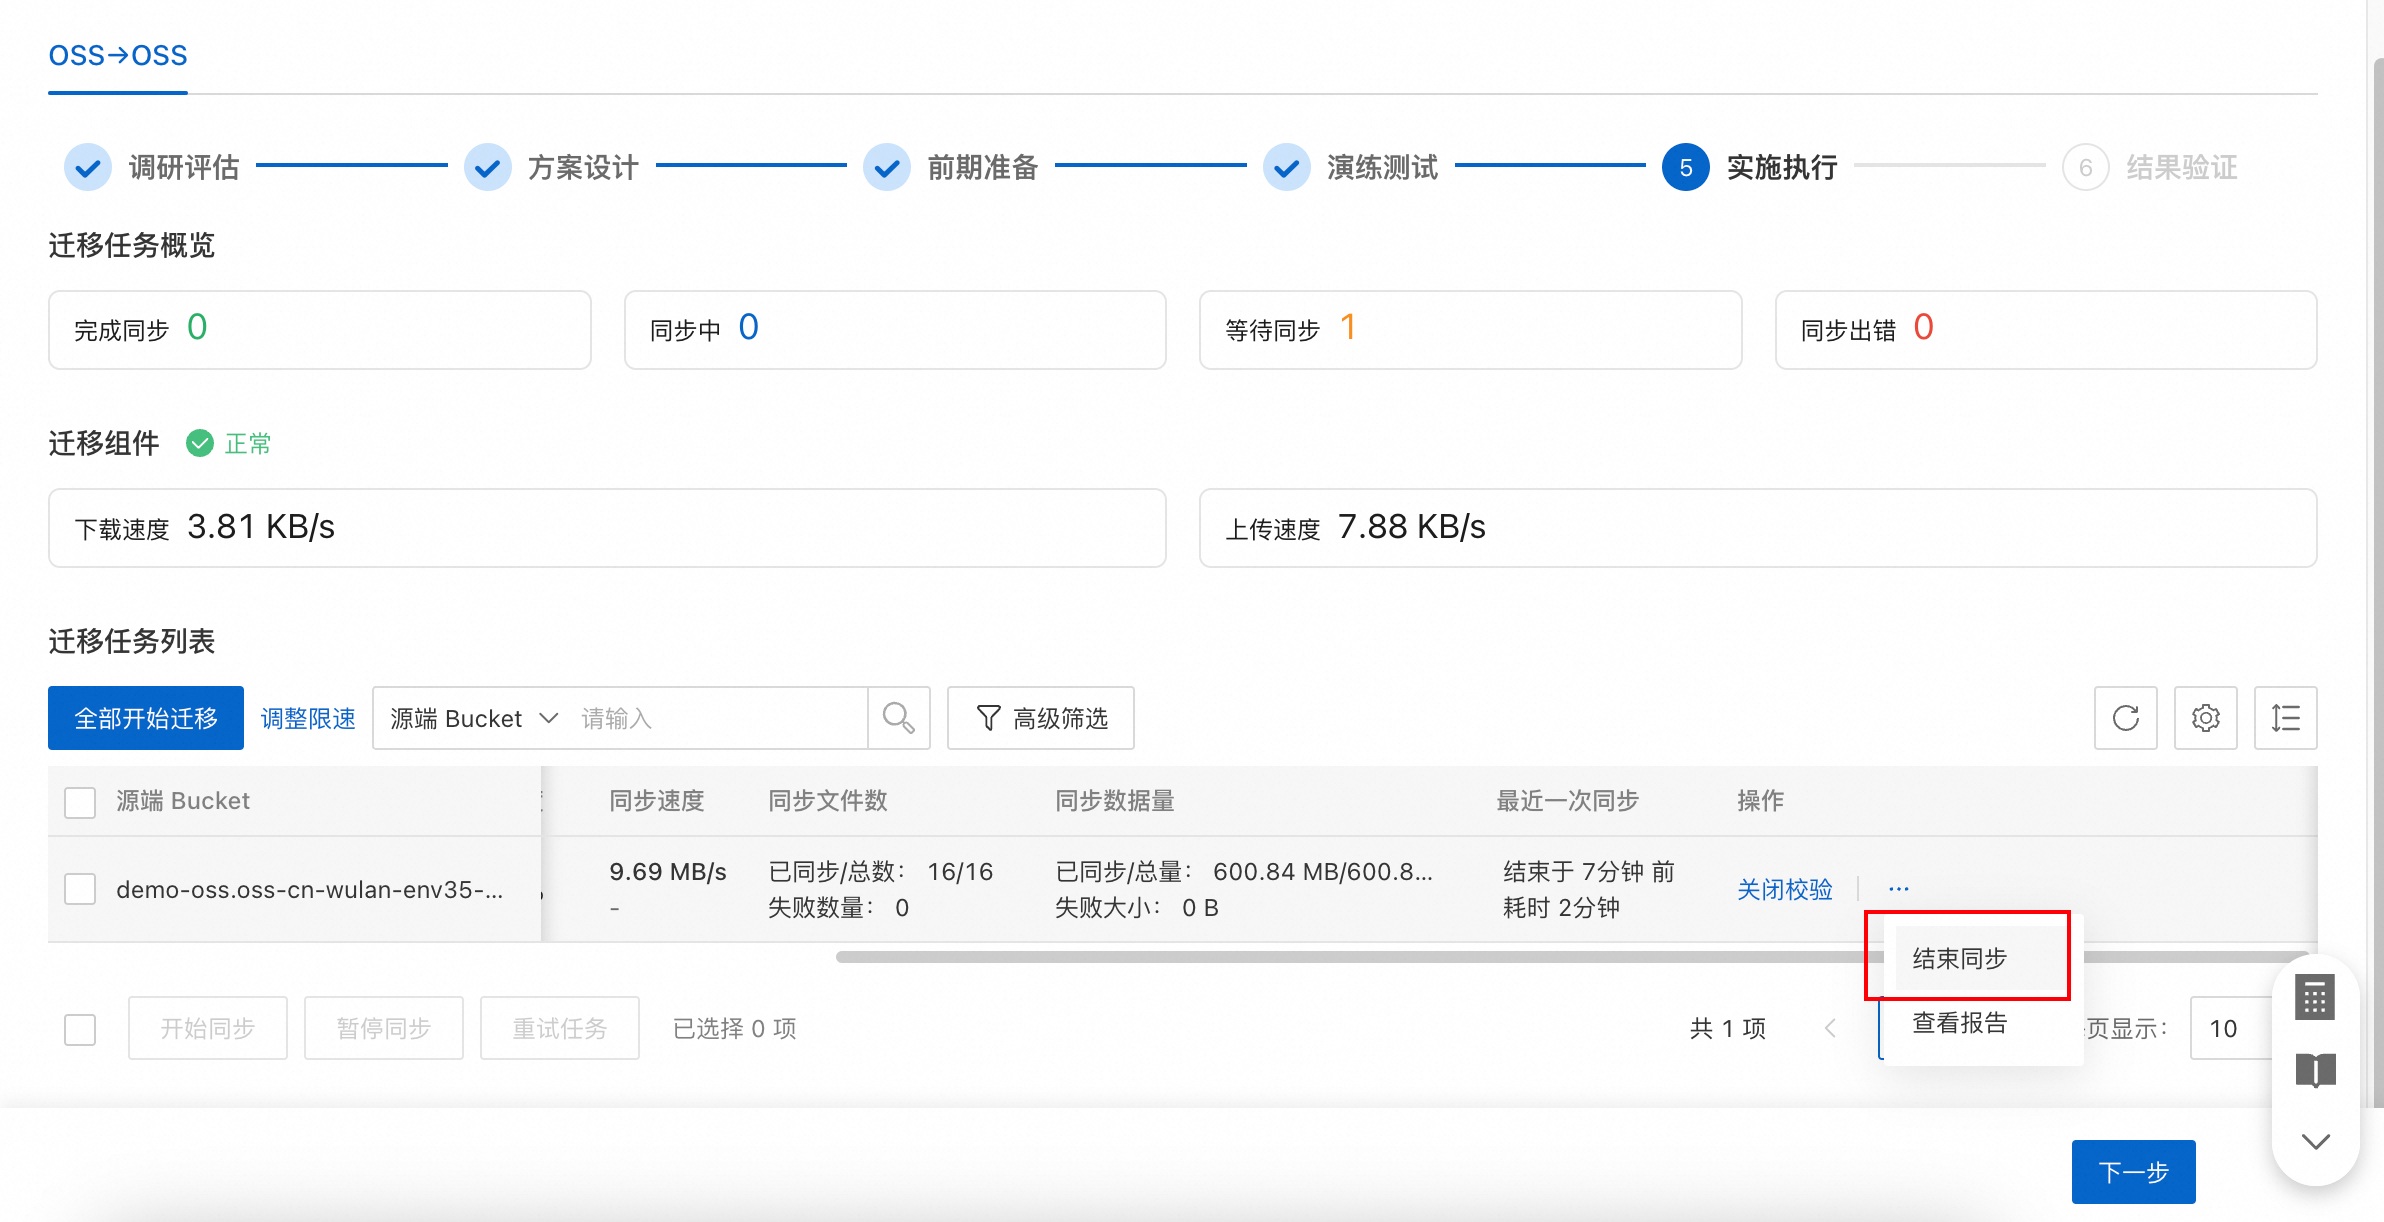 OSS→OSS
调研评估
方案设计
前期准备
演练测试
5 实施执行
6 结果验证
迁移任务概览
完成同步 0
同步中 0
等待同步 1
同步出错 0
迁移组件 正常
下载速度 3.81 KB/s
上传速度 7.88 KB/s
迁移任务列表
全部开始迁移 调整限速 源端 Bucket 请输入 高级筛选
源端 Bucket 同步速度 同步文件数 同步数据量 最近一次同步 操作
demo-oss.oss-cn-wulan-env35-...
9.69 MB/s
-
已同步/总数： 16/16
失败数量： 0
已同步/总量： 600.84 MB/600.8...
失败大小： 0 B
结束于 7分钟 前
耗时 2分钟
关闭校验 ...
结束同步
查看报告
开始同步 暂停同步 重试任务 已选择 0 项 共 1 项 页显示： 10
下一步